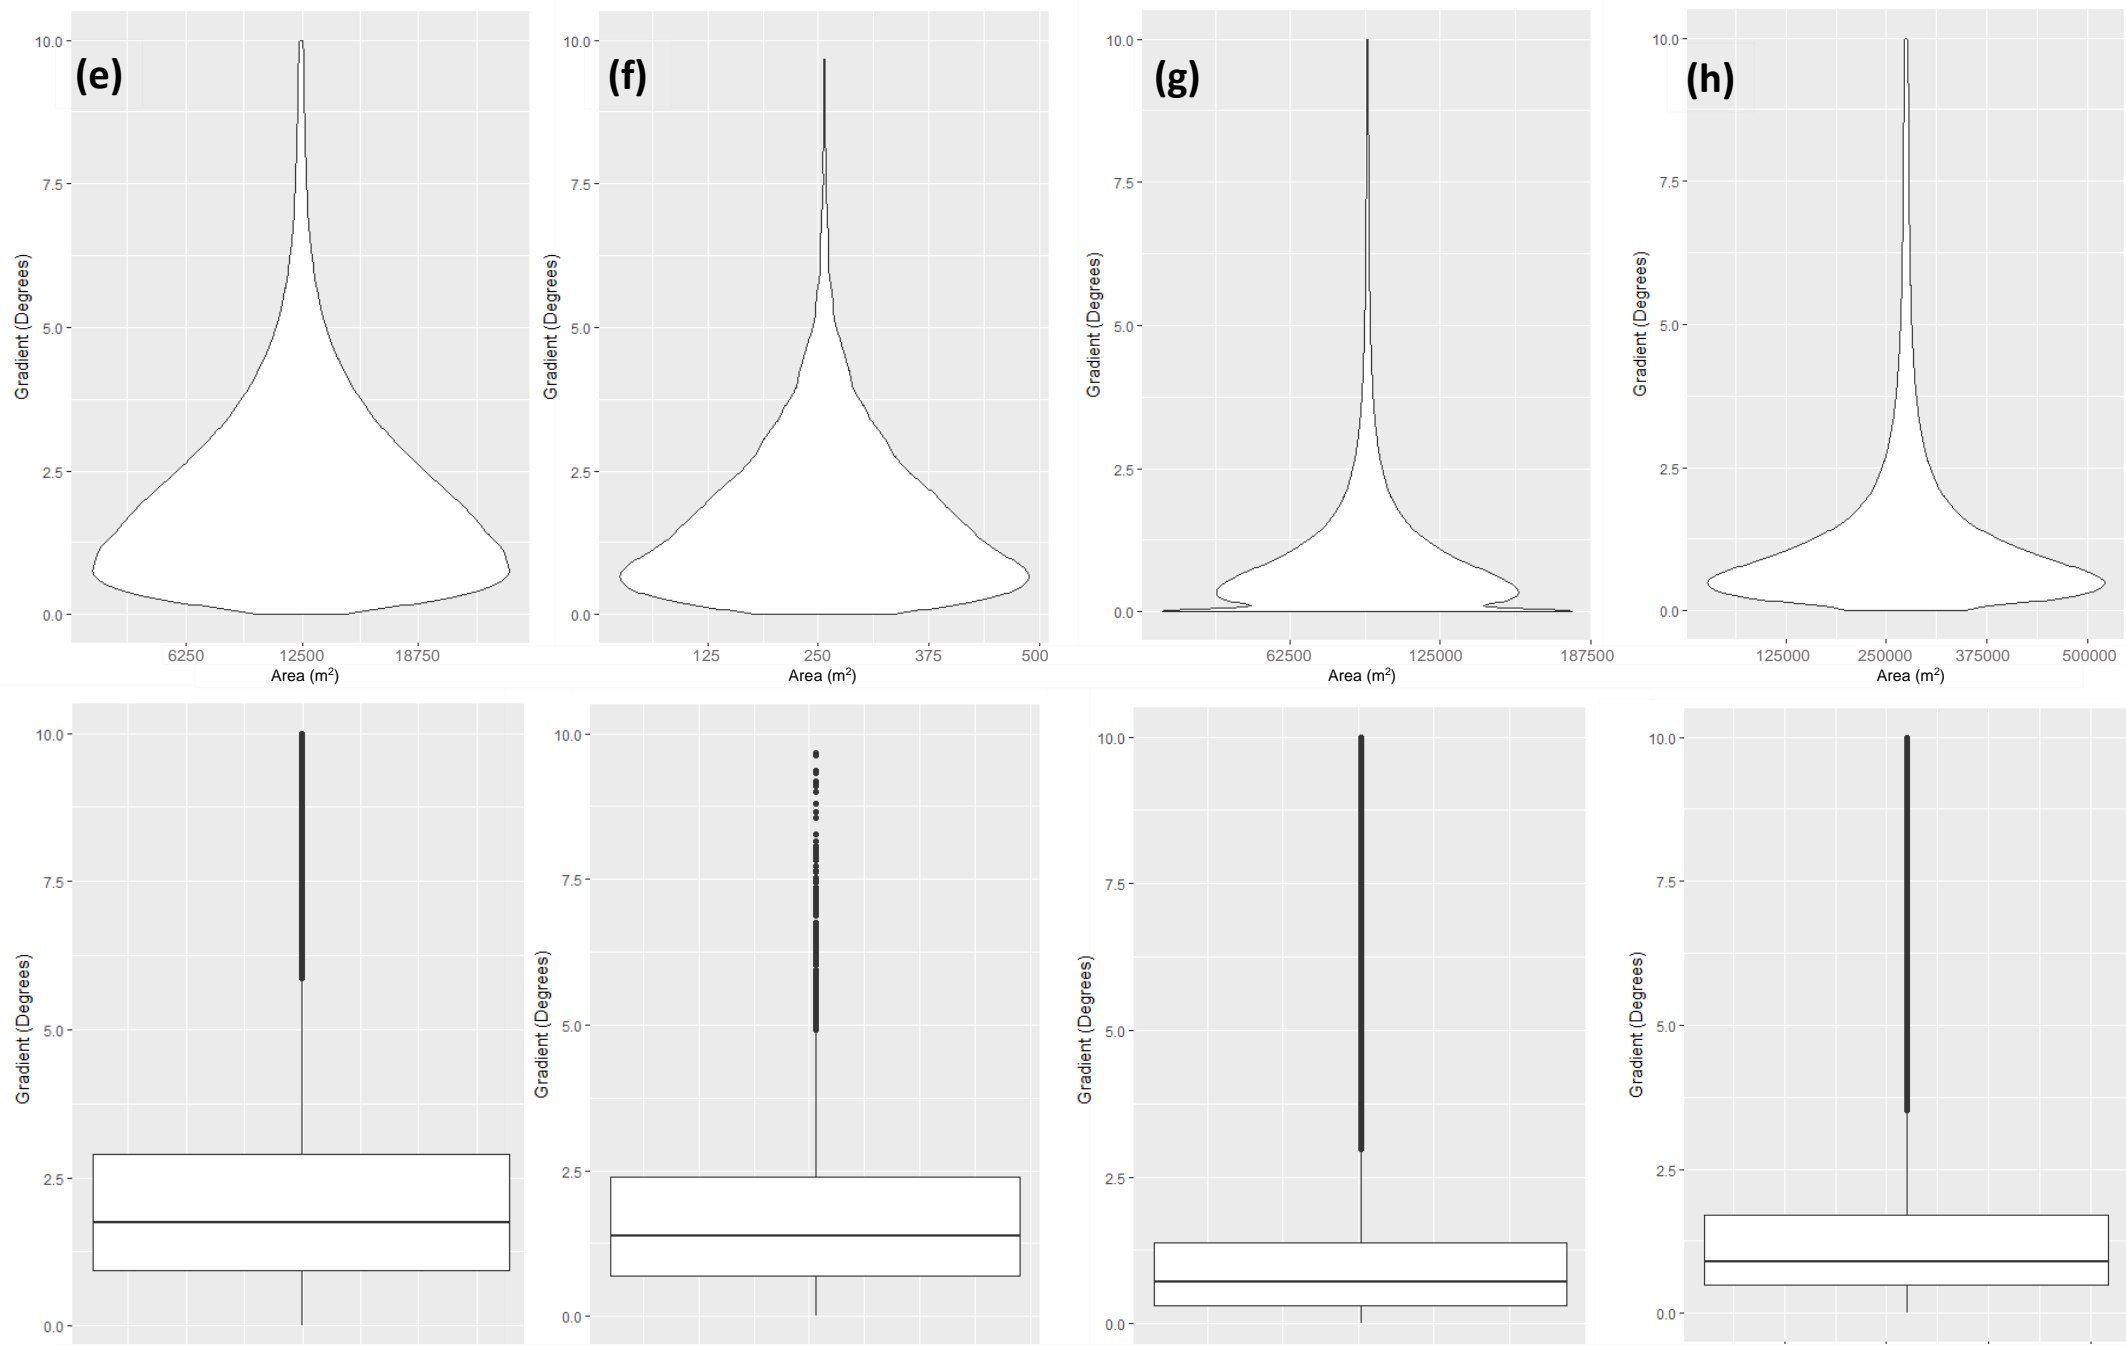 (e)
10.0
7.5
5.0
2.5
0.0
Gradient (Degrees)
6250 12500 18750
Area (m²)
(f)
10.0
7.5
5.0
2.5
0.0
Gradient (Degrees)
125 250 375 500
Area (m²)
(g)
10.0
7.5
5.0
2.5
0.0
Gradient (Degrees)
62500 125000 187500
Area (m²)
(h)
10.0
7.5
5.0
2.5
0.0
Gradient (Degrees)
125000 250000 375000 500000
Area (m²)
10.0
7.5
5.0
2.5
0.0
Gradient (Degrees)
10.0
7.5
5.0
2.5
0.0
Gradient (Degrees)
10.0
7.5
5.0
2.5
0.0
Gradient (Degrees)
10.0
7.5
5.0
2.5
0.0
Gradient (Degrees)